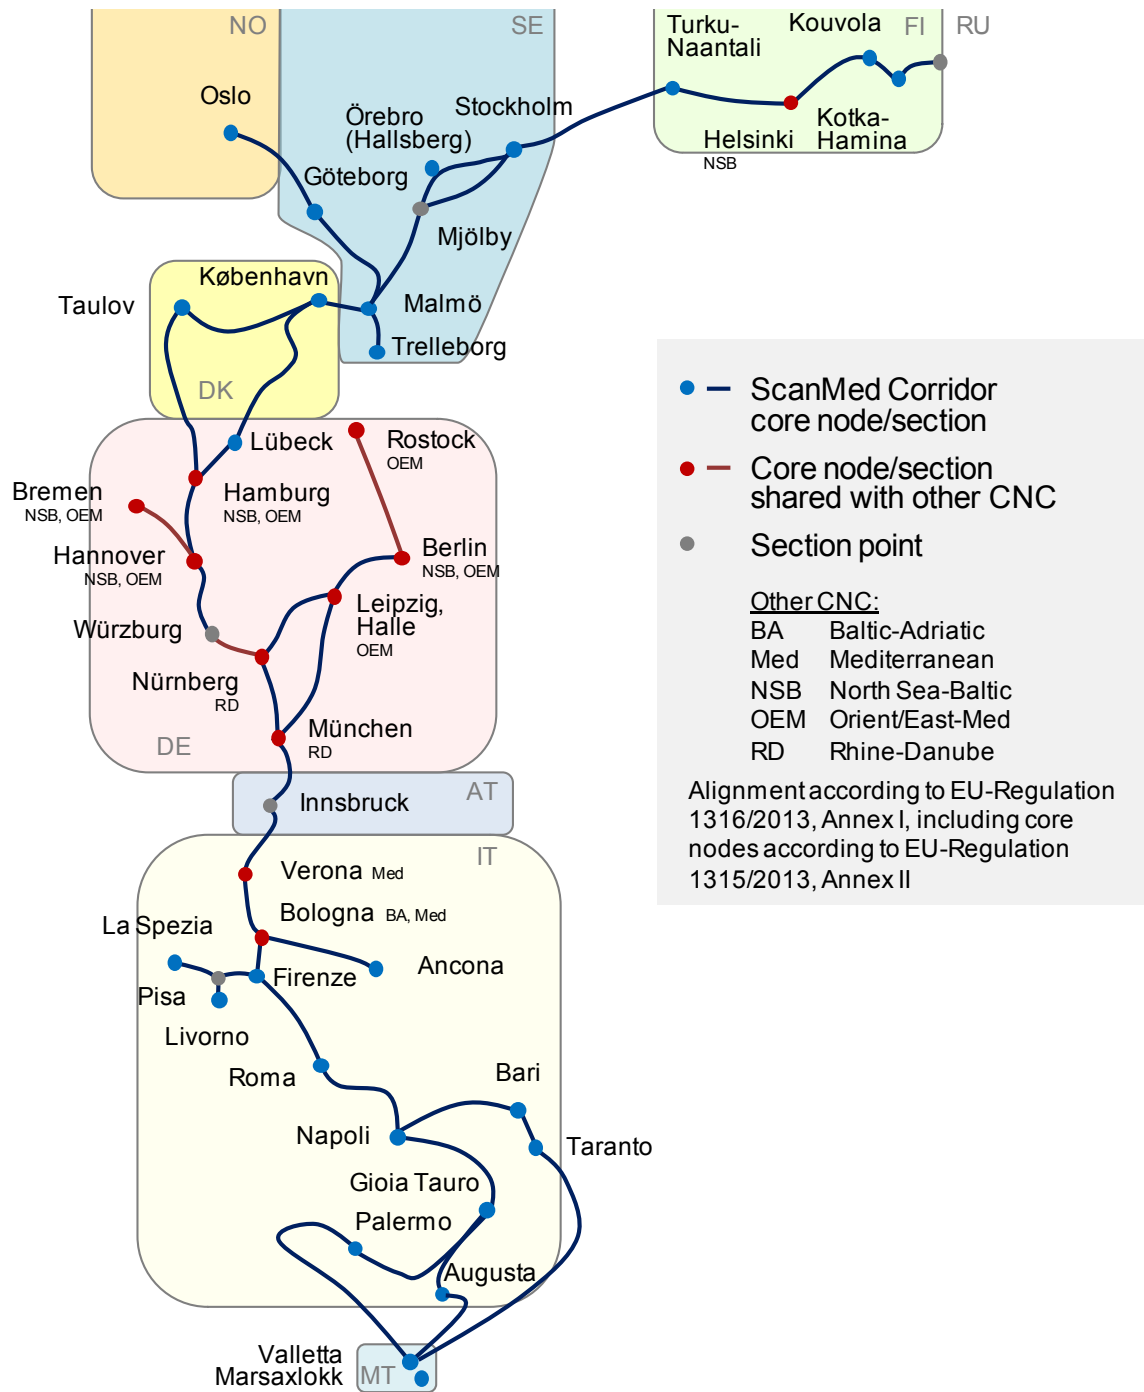 NO
SE
Turku-
Naantali
Kouvola
FI
RU
Oslo
Örebro
(Hallsberg)
Stockholm
Helsinki
NSB
Kotka-
Hamina
Göteborg
Mjölby
København
Taulov
Malmö
Trelleborg
DK
Lübeck
Rostock
OEM
Bremen
NSB, OEM
Hamburg
NSB, OEM
Hannover
NSB, OEM
Berlin
NSB, OEM
Leipzig,
Halle
OEM
Würzburg
Nürnberg
RD
München
RD
DE
Innsbruck
AT
IT
Verona Med
Bologna BA, Med
La Spezia
Ancona
Firenze
Pisa
Livorno
Roma
Bari
Napoli
Taranto
Gioia Tauro
Palermo
Augusta
Valletta
Marsaxlokk
MT
ScanMed Corridor
core node/section
Core node/section
shared with other CNC
Section point
Other CNC:
BA Baltic-Adriatic
Med Mediterranean
NSB North Sea-Baltic
OEM Orient/East-Med
RD Rhine-Danube
Alignment according to EU-Regulation
1316/2013, Annex I, including core
nodes according to EU-Regulation
1315/2013, Annex II